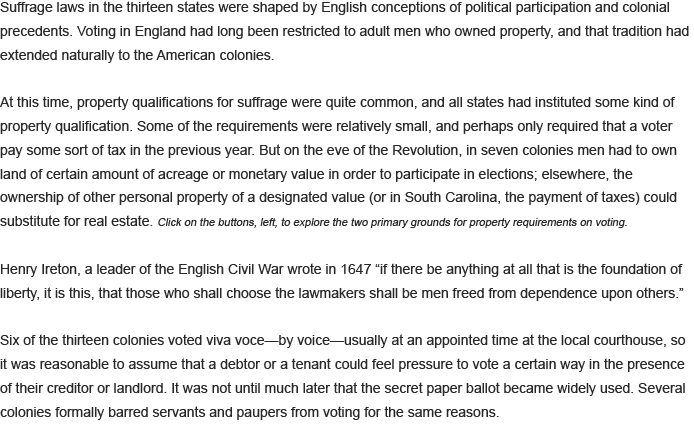 Suffrage laws in the thirteen states were shaped by English conceptions of political participation and colonial
precedents. Voting in England had long been restricted to adult men who owned property, and that tradition had
extended naturally to the American colonies.
At this time, property qualifications for suffrage were quite common, and all states had instituted some kind of
property qualification. Some of the requirements were relatively small, and perhaps only required that a voter
pay some sort of tax in the previous year. But on the eve of the Revolution, in seven colonies men had to own
land of certain amount of acreage or monetary value in order to participate in elections; elsewhere, the
ownership of other personal property of a designated value (or in South Carolina, the payment of taxes) could
substitute for real estate. Click on the buttons, left, to explore the two primary grounds for property requirements on voting.
Henry Ireton, a leader of the English Civil War wrote in 1647 “if there be anything at all that is the foundation of
liberty, it is this, that those who shall choose the lawmakers shall be men freed from dependence upon others.”
Six of the thirteen colonies voted viva voce—by voice—usually at an appointed time at the local courthouse, so
it was reasonable to assume that a debtor or a tenant could feel pressure to vote a certain way in the presence
of their creditor or landlord. It was not until much later that the secret paper ballot became widely used. Several
colonies formally barred servants and paupers from voting for the same reasons.